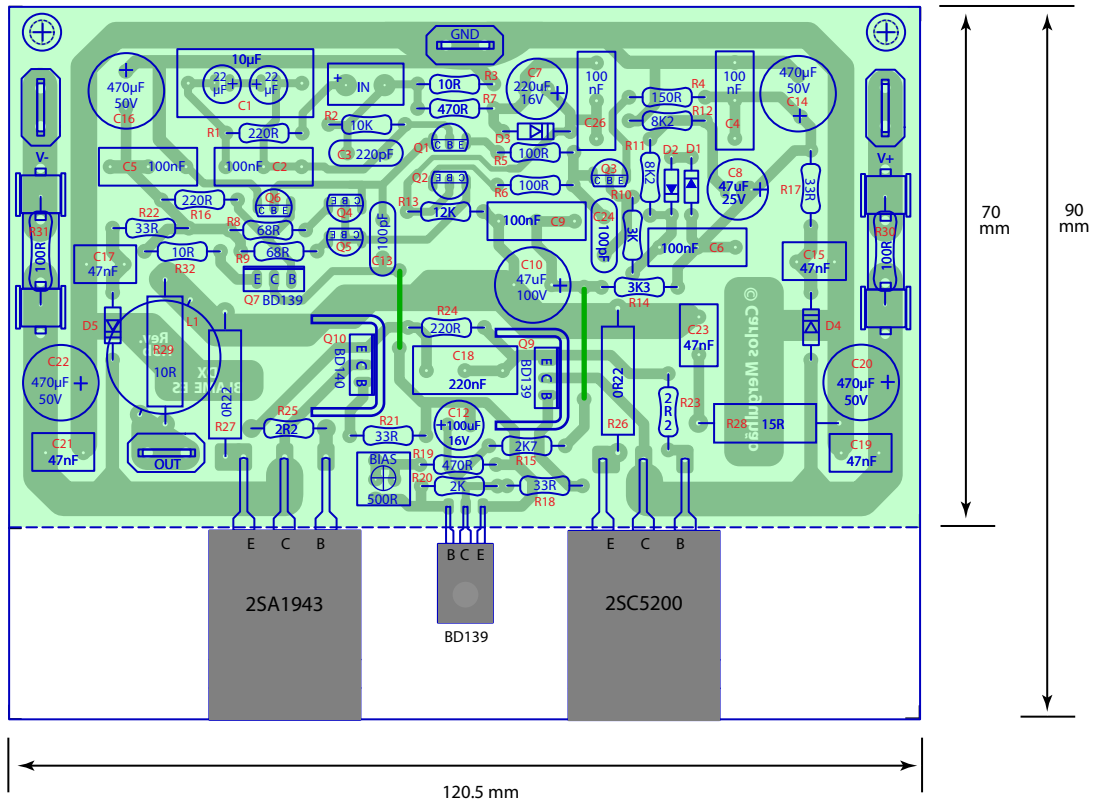 GND
470µF
50V
C16
10µF
22
µF
22
µF
C1
IN
10R
R3
470R
R7
C7
220uF
16V
100
nF
C26
150R
R4
8K2
R12
100
nF
C4
470µF
50V
C14
R1
220R
R2
10K
C3
220pF
Q1
C B E
D3
R5
100R
V-
V+
C5
100nF
100nF
C2
Q2
C B E
R6
100R
Q3
C B E
R11
8K2
D2
D1
C8
47uF
25V
R17
33R
220R
R16
Q6
C B E
Q4
C B E
Q5
C B E
R13
12K
100nF
C9
C24
100pF
R10
3K
100nF
C6
R31
100R
R22
33R
R8
68R
100pF
C13
R30
100R
C17
47nF
10R
R32
R9
68R
E C B
Q7
BD139
C10
47uF
100V
3K3
R14
C15
47nF
L1
D5
Rev.
R29
10R
CX
BLAME ES
R24
220R
Q10
BD140
E
C
B
C18
220nF
Q9
BD139
E
C
B
0R22
C23
47nF
© Carlos Mergulhão
D4
C22
470µF
50V
0R22
R27
R25
2R2
R21
33R
C12
100uF
16V
2K7
R15
R26
R23
2R2
R28
15R
C20
470µF
50V
C21
47nF
OUT
BIAS
500R
R19
470R
R20
2K
33R
R18
C19
47nF
E C B
B C E
E C B
2SA1943
BD139
2SC5200
70
mm
90
mm
120.5 mm